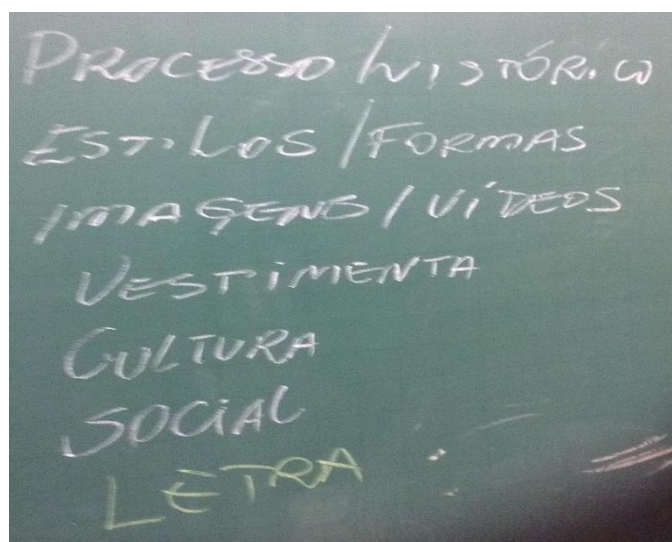 PROCESSO HISTÓRICO
ESTILOS / FORMAS
IMAGENS / VÍDEOS
VESTIMENTA
CULTURA
SOCIAL
LETRA